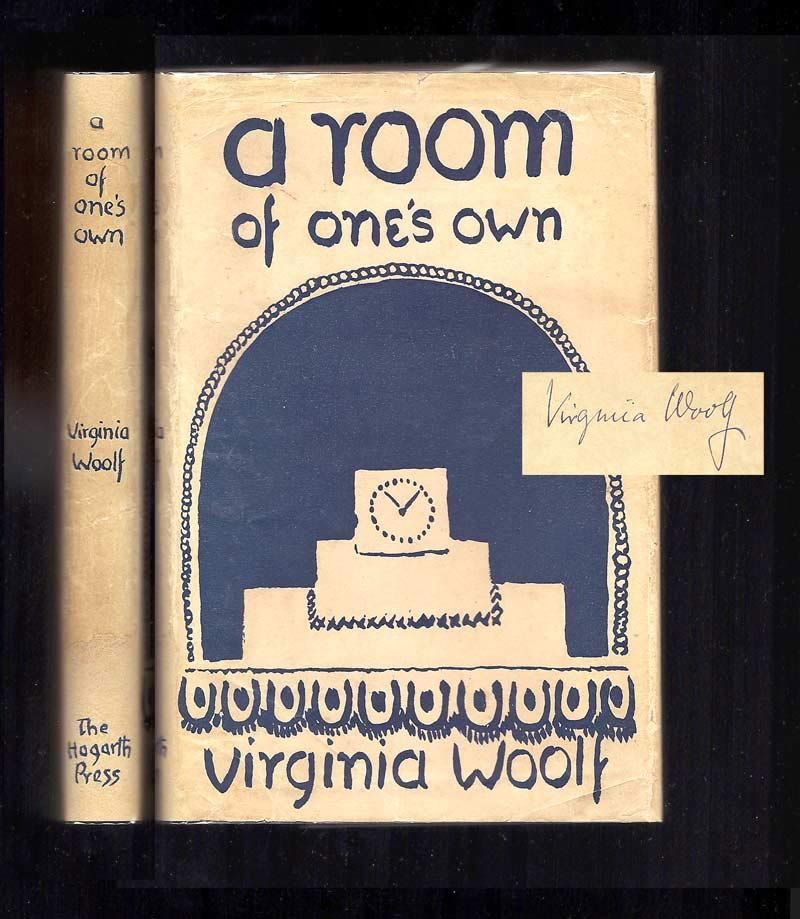 a
room
of
one's
own
Virginia
Woolf
The
Hogarth
Press
a room
of one's own
Virginia Woolf
virginia woolf